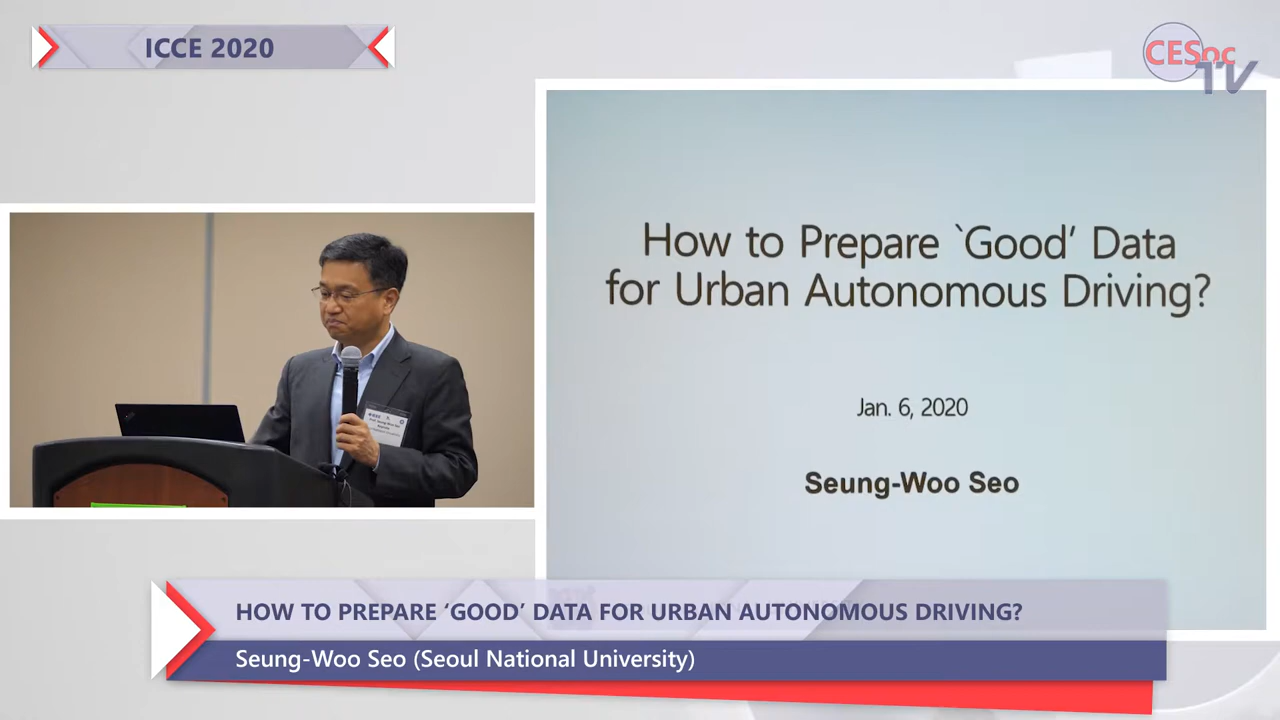 ICCE 2020
CESoc
TV
How to Prepare `Good' Data
for Urban Autonomous Driving?
Jan. 6, 2020
Seung-Woo Seo
IEEE
HOW TO PREPARE ‘GOOD’ DATA FOR URBAN AUTONOMOUS DRIVING?
Seung-Woo Seo (Seoul National University)